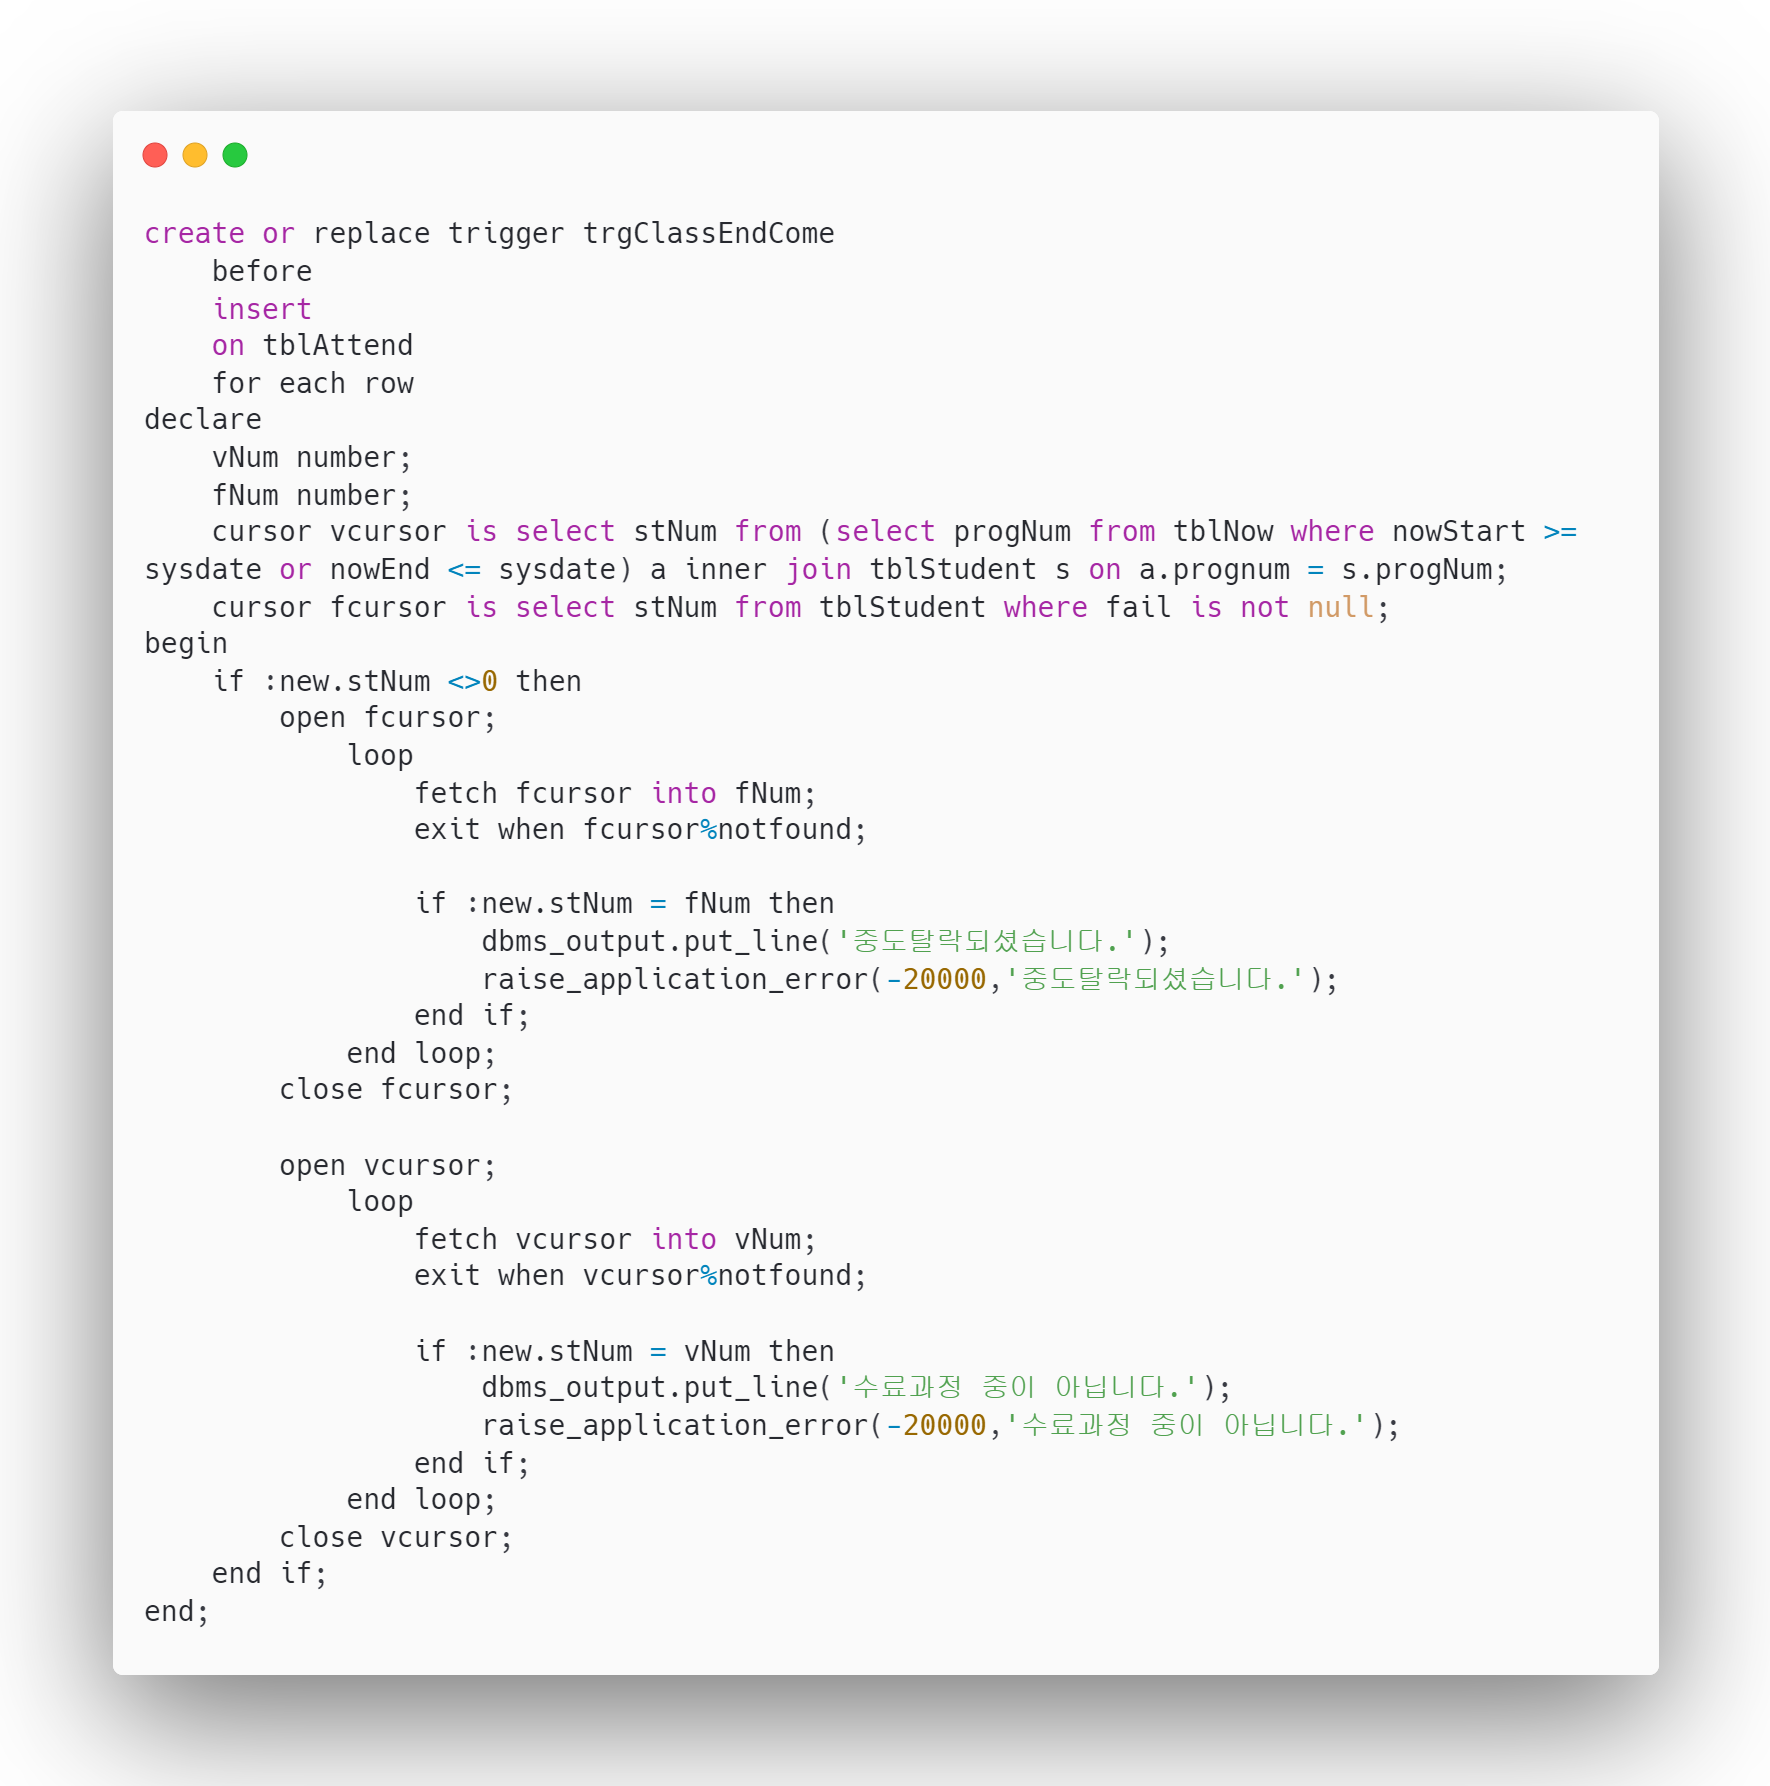 create or replace trigger trgClassEndCome
    before
    insert
    on tblAttend
    for each row
declare
    vNum number;
    fNum number;
    cursor vcursor is select stNum from (select progNum from tblNow where nowStart >=
sysdate or nowEnd <= sysdate) a inner join tblStudent s on a.prognum = s.progNum;
    cursor fcursor is select stNum from tblStudent where fail is not null;
begin
    if :new.stNum <>0 then
        open fcursor;
            loop
                fetch fcursor into fNum;
                exit when fcursor%notfound;

                if :new.stNum = fNum then
                    dbms_output.put_line('중도탈락되셨습니다.');
                    raise_application_error(-20000,'중도탈락되셨습니다.');
                end if;
            end loop;
        close fcursor;

        open vcursor;
            loop
                fetch vcursor into vNum;
                exit when vcursor%notfound;

                if :new.stNum = vNum then
                    dbms_output.put_line('수료과정 중이 아닙니다.');
                    raise_application_error(-20000,'수료과정 중이 아닙니다.');
                end if;
            end loop;
        close vcursor;
    end if;
end;